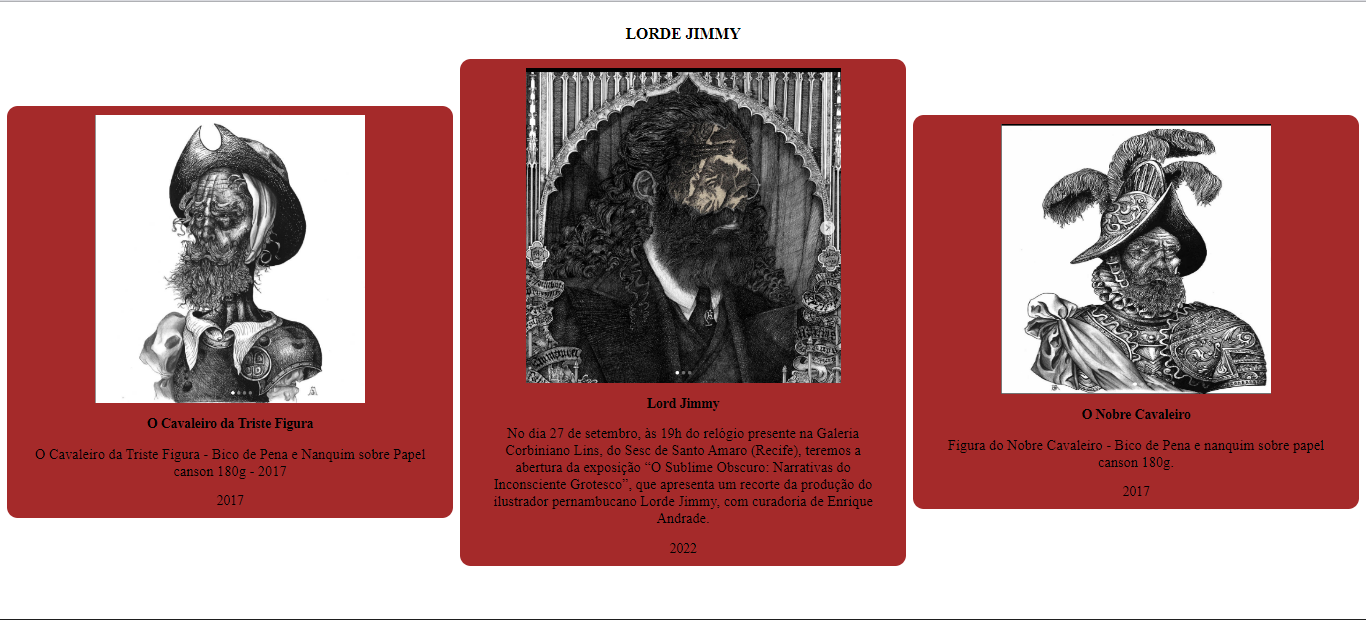 LORDE JIMMY
O Cavaleiro da Triste Figura
O Cavaleiro da Triste Figura - Bico de Pena e Nanquim sobre Papel
canson 180g - 2017
2017
Lord Jimmy
No dia 27 de setembro, às 19h do relógio presente na Galeria
Corbiniano Lins, do Sesc de Santo Amaro (Recife), teremos a
abertura da exposição “O Sublime Obscuro: Narrativas do
Inconsciente Grotesco”, que apresenta um recorte da produção do
ilustrador pernambucano Lorde Jimmy, com curadoria de Enrique
Andrade.
2022
O Nobre Cavaleiro
Figura do Nobre Cavaleiro - Bico de Pena e nanquim sobre papel
canson 180g.
2017